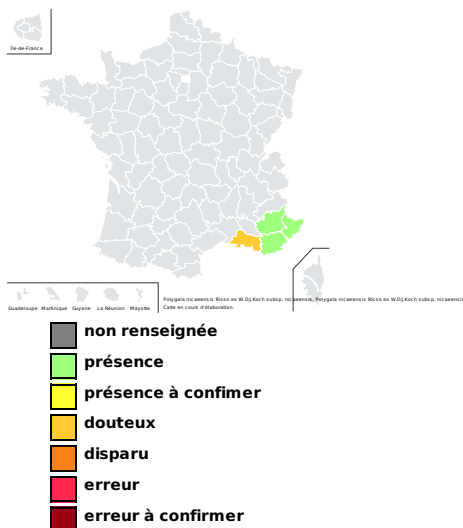 Île-de-France
Guadeloupe Martinique Guyane La Réunion Mayotte
Polygala nicaeensis Risso ex W.D.J.Koch subsp. nicaeensis, Polygala nicaeensis Risso ex W.D.J.Koch subsp. nicaeensis
Carte en cours d'élaboration.
non renseignée
présence
présence à confimer
douteux
disparu
erreur
erreur à confirmer